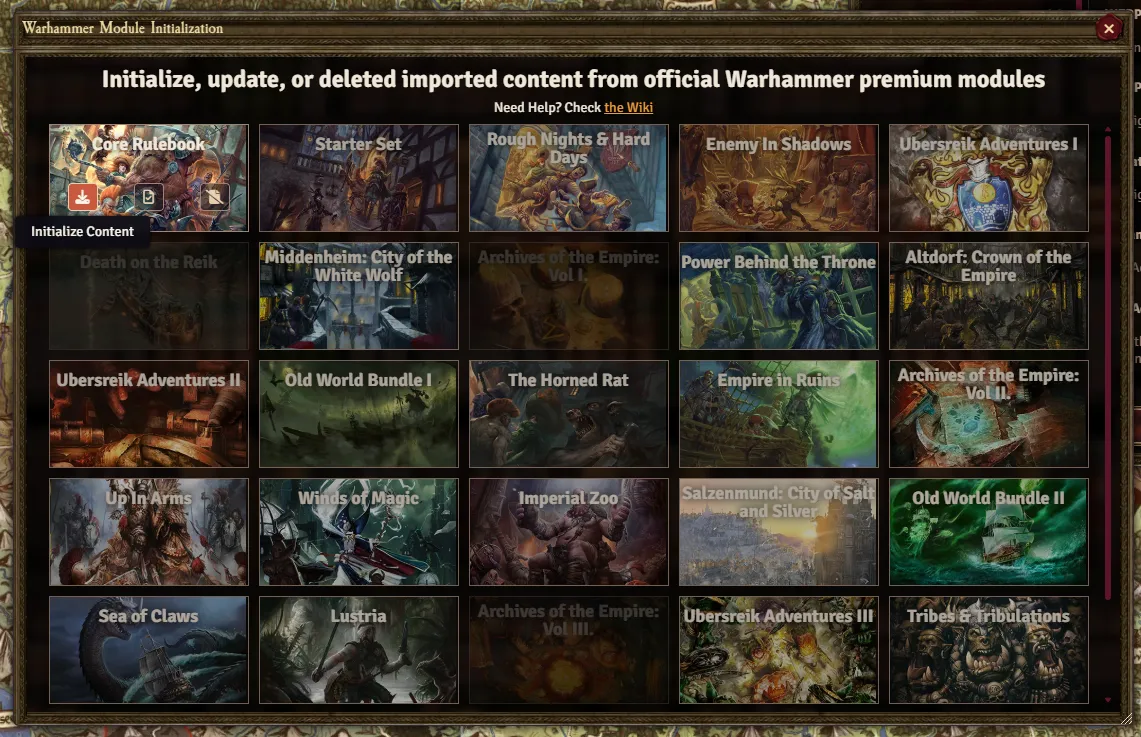 Warhammer Module Initialization
Initialize, update, or deleted imported content from official Warhammer premium modules
Need Help? Check the Wiki
Core Rulebook
Starter Set
Rough Nights & Hard
Days
Enemy In Shadows
Ubersreik Adventures I
Initialize Content
Death on the Reik
Middenheim: City of the
White Wolf
Archives of the Empire:
Vol I.
Power Behind the Throne
Altdorf: Crown of the
Empire
Ubersreik Adventures II
Old World Bundle I
The Horned Rat
Empire in Ruins
Archives of the Empire:
Vol II.
Up In Arms
Winds of Magic
Imperial Zoo
Salzenmund: City of Salt
and Silver
Old World Bundle II
Sea of Claws
Lustria
Archives of the Empire:
Vol III.
Ubersreik Adventures III
Tribes & Tribulations